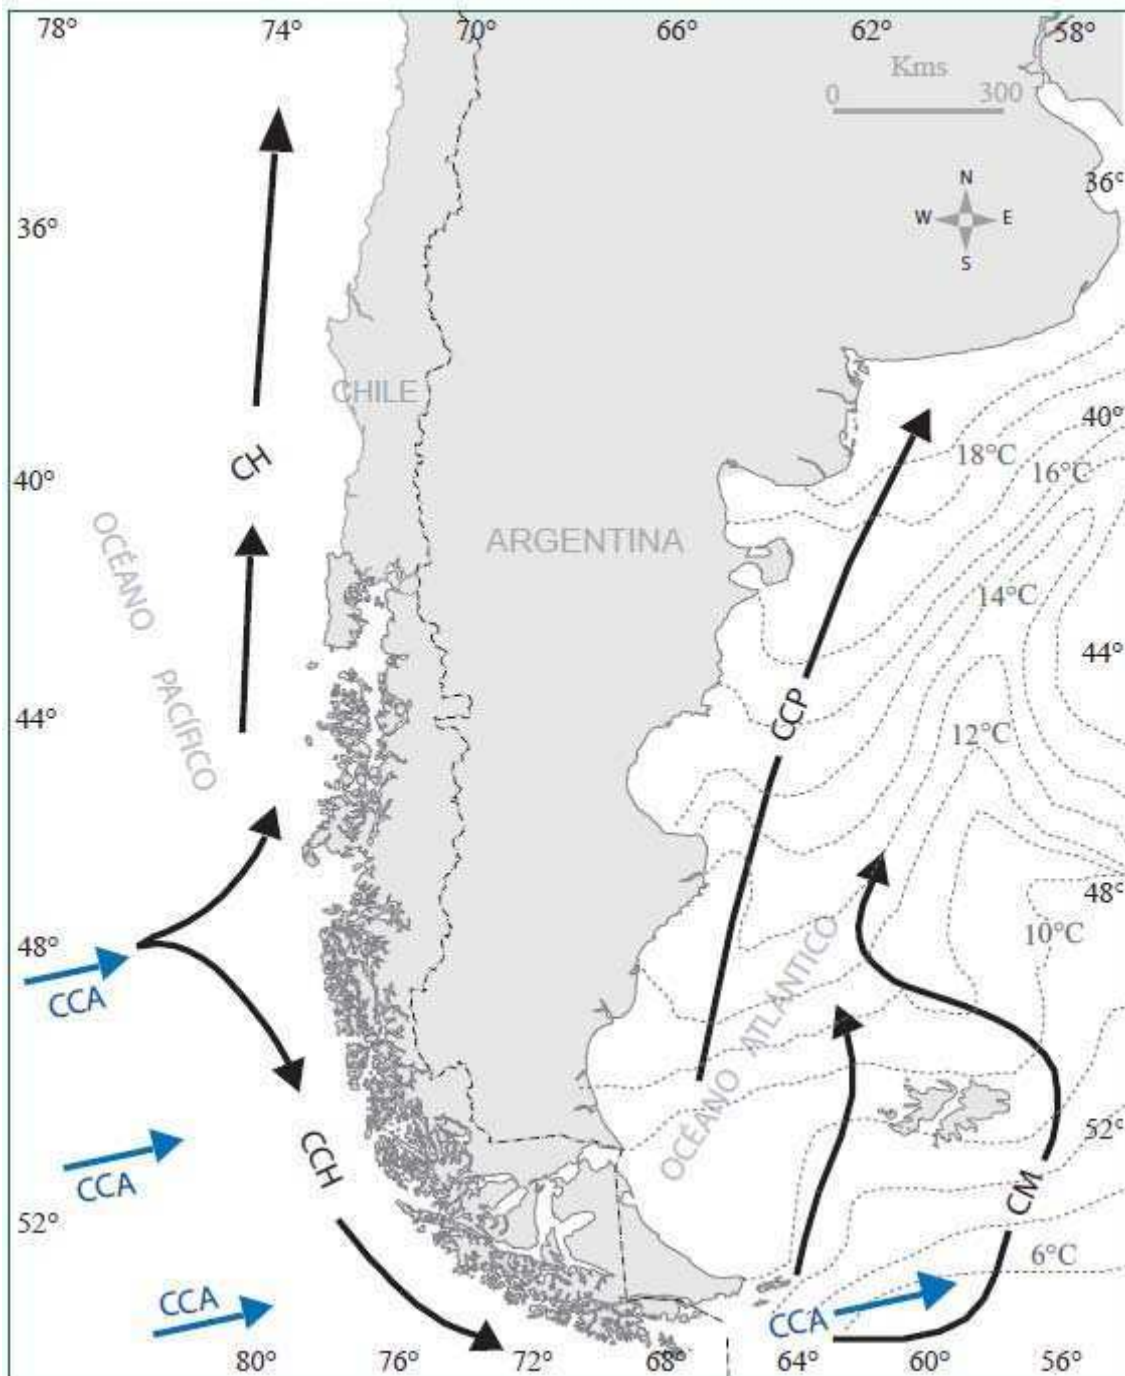 78° 74° 70° 66° 62° 58°
Kms
0 300
N
W E
S
36°
36°
CHILE
40°
18°C
CH
16°C
40°
OCÉANO
PACÍFICO
ARGENTINA
14°C
44°
44°
CCP
12°C
48°
48°
CCA
10°C
OCÉANO ATLANTICO
CCA
CCH
52°
52°
CM
CCA
6°C
CCA
80° 76° 72° 68° 64° 60° 56°